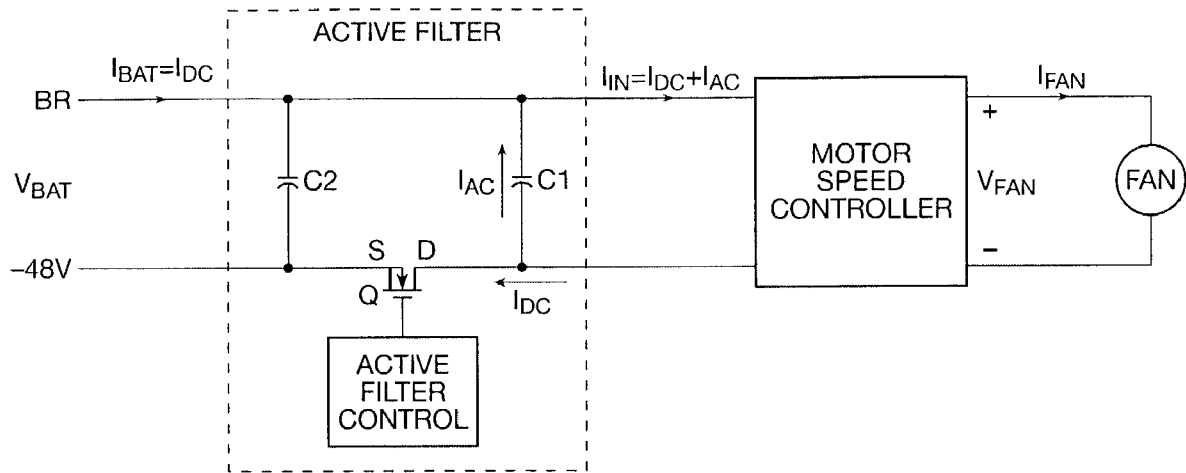 ACTIVE FILTER
I_BAT=I_DC
I_IN=I_DC+I_AC
I_FAN
BR
+
V_BAT
C2
I_AC
C1
MOTOR
SPEED
CONTROLLER
V_FAN
FAN
–
S
D
–48V
Q
I_DC
ACTIVE
FILTER
CONTROL